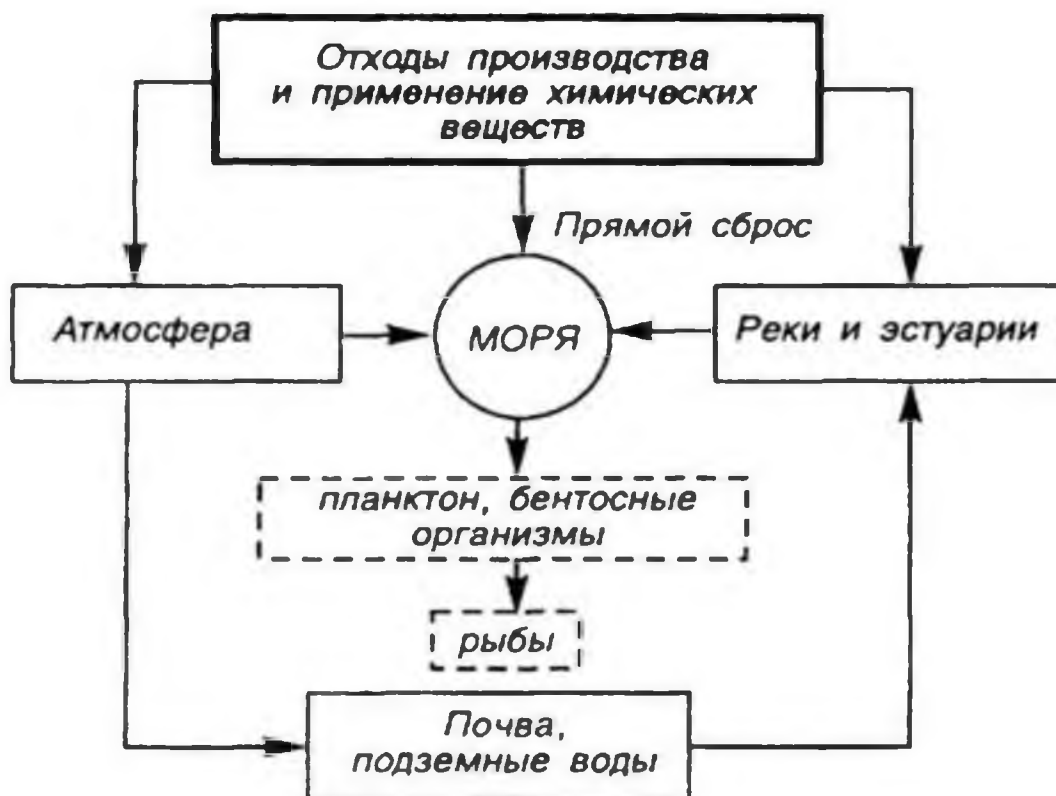 Отходы производства
и применение химических
веществ
Прямой сброс
Атмосфера
МОРЯ
Реки и эстуарии
планктон, бентосные
организмы
рыбы
Почва,
подземные воды